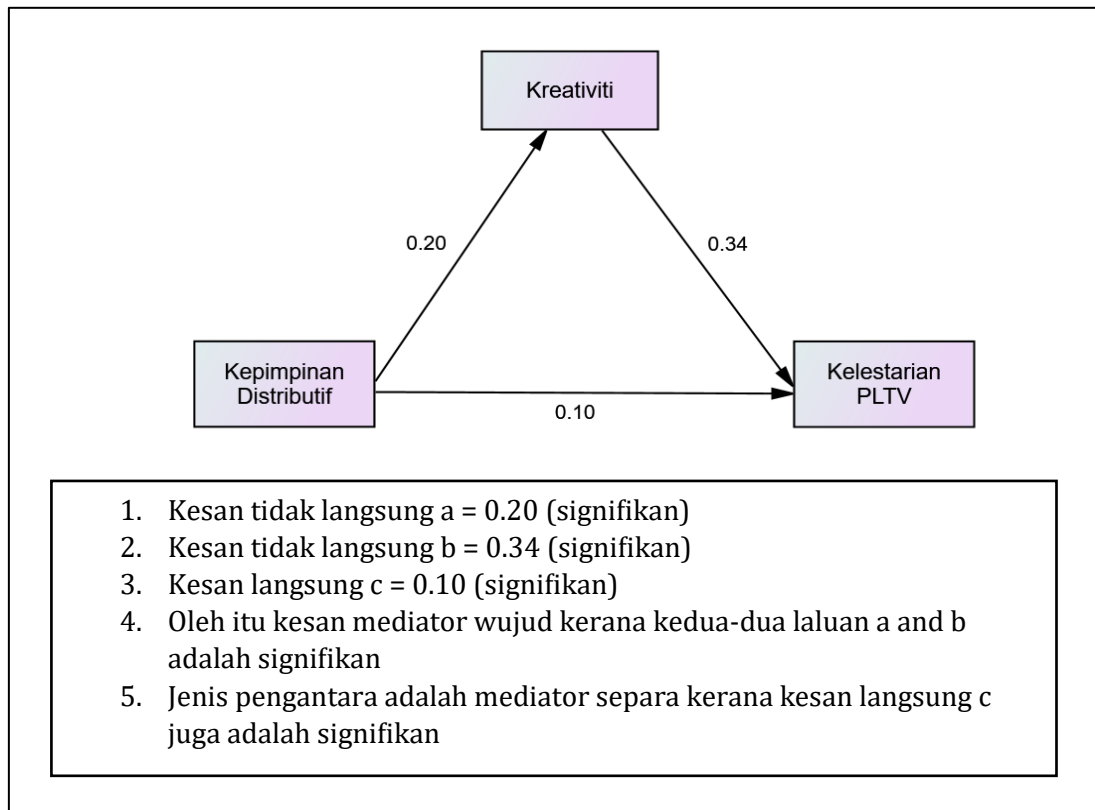 Kreativiti
0.20
0.34
Kepimpinan
Distributif
Kelestarian
PLTV
0.10
1. Kesan tidak langsung a = 0.20 (signifikan)
2. Kesan tidak langsung b = 0.34 (signifikan)
3. Kesan langsung c = 0.10 (signifikan)
4. Oleh itu kesan mediator wujud kerana kedua-dua laluan a and b
adalah signifikan
5. Jenis pengantara adalah mediator separa kerana kesan langsung c
juga adalah signifikan